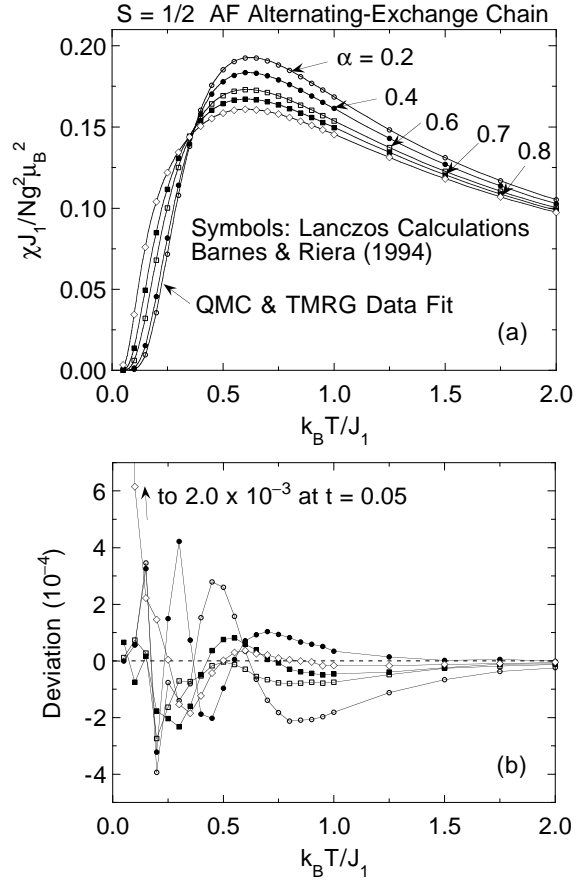 S = 1/2 AF Alternating-Exchange Chain
0.20
0.15
0.10
0.05
0.00
χJ₁/Ng²μ_B²
α = 0.2
0.4
0.6
0.7
0.8
Symbols: Lanczos Calculations
Barnes & Riera (1994)
QMC & TMRG Data Fit
(a)
0.0 0.5 1.0 1.5 2.0
k_BT/J₁
6
4
2
0
-2
-4
Deviation (10⁻⁴)
to 2.0 x 10⁻³ at t = 0.05
(b)
0.0 0.5 1.0 1.5 2.0
k_BT/J₁